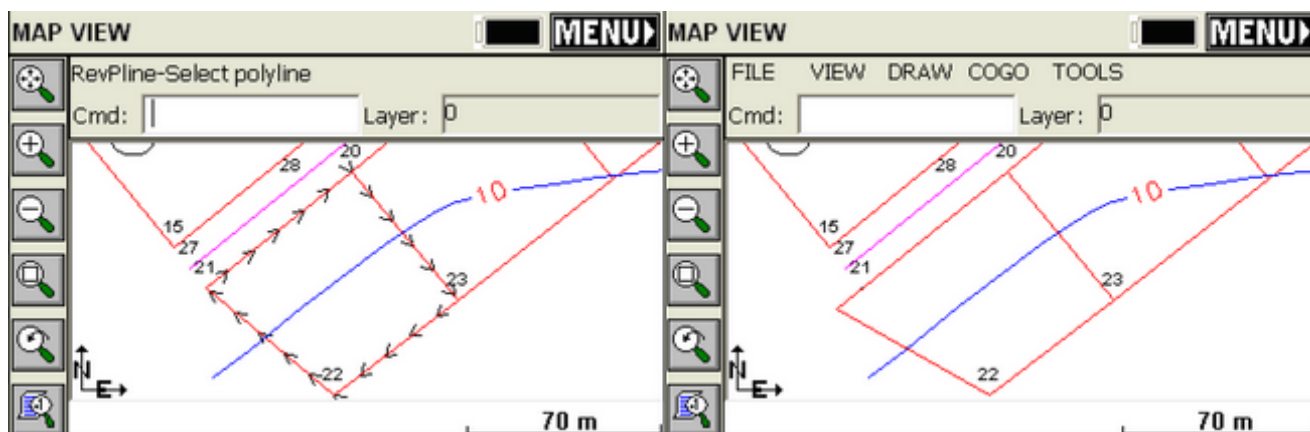 MAP VIEW MENU
RevPline-Select polyline
Cmd: Layer: 0
20
28
10
15
27
21
23
22
N
E
70 m
MAP VIEW MENU
FILE VIEW DRAW COGO TOOLS
Cmd: Layer: 0
20
28
10
15
27
21
23
22
N
E
70 m